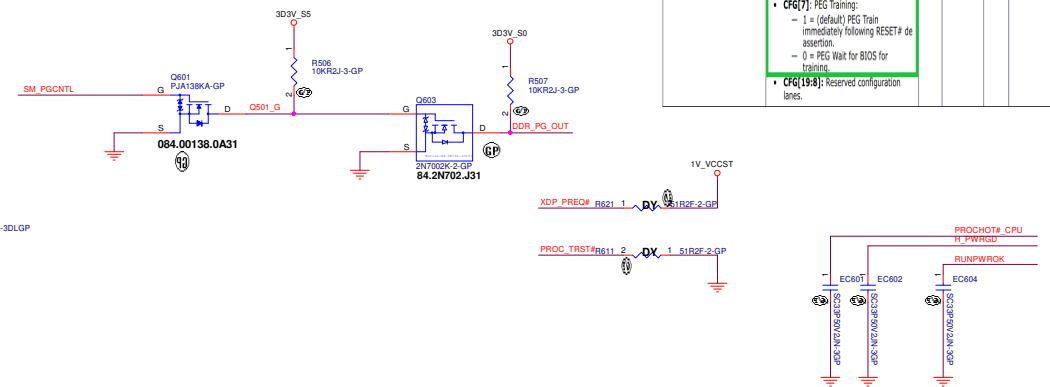 CFG[7]: PEG Training:
1 = (default) PEG Train
immediately following RESET# de
assertion.
0 = PEG Wait for BIOS for
training.
CFG[19:8]: Reserved configuration
lanes.
3D3V_S5
1
R506
10KR2J-3-GP
2
3D3V_S0
1
R507
10KR2J-3-GP
2
Q601
PJA138KA-GP
SM_PGCNTL
G
D
S
Q501_G
084.00138.0A31
Q603
G
D
S
DDR_PG_OUT
GP
2N7002K-2-GP
84.2N702.J31
1V_VCCST
XDP_PREQ#
R621
1
DY
51R2F-2-GP
PROC_TRST#
R611
2
DY
1
51R2F-2-GP
-3DLGP
PROCHOT#_CPU
H_PWRGD
RUNPWROK
1
EC601
SC33P50V2JN-3GP
1
EC602
SC33P50V2JN-3GP
1
EC604
SC33P50V2JN-3GP